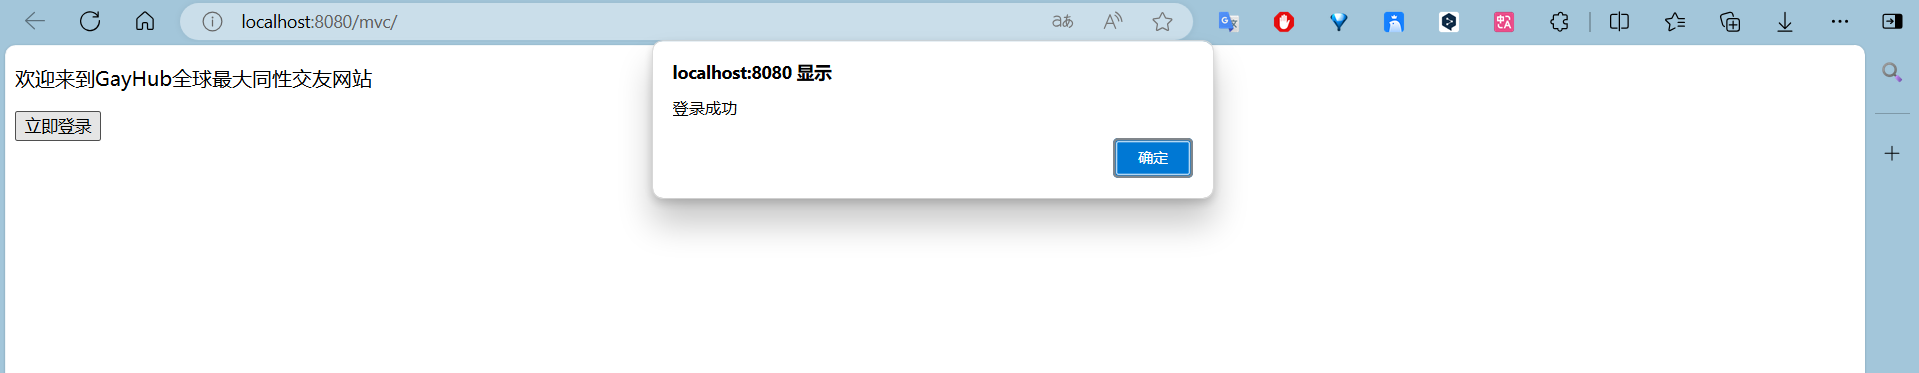 localhost:8080/mvc/
欢迎来到GayHub全球最大同性交友网站
立即登录
localhost:8080 显示
登录成功
确定